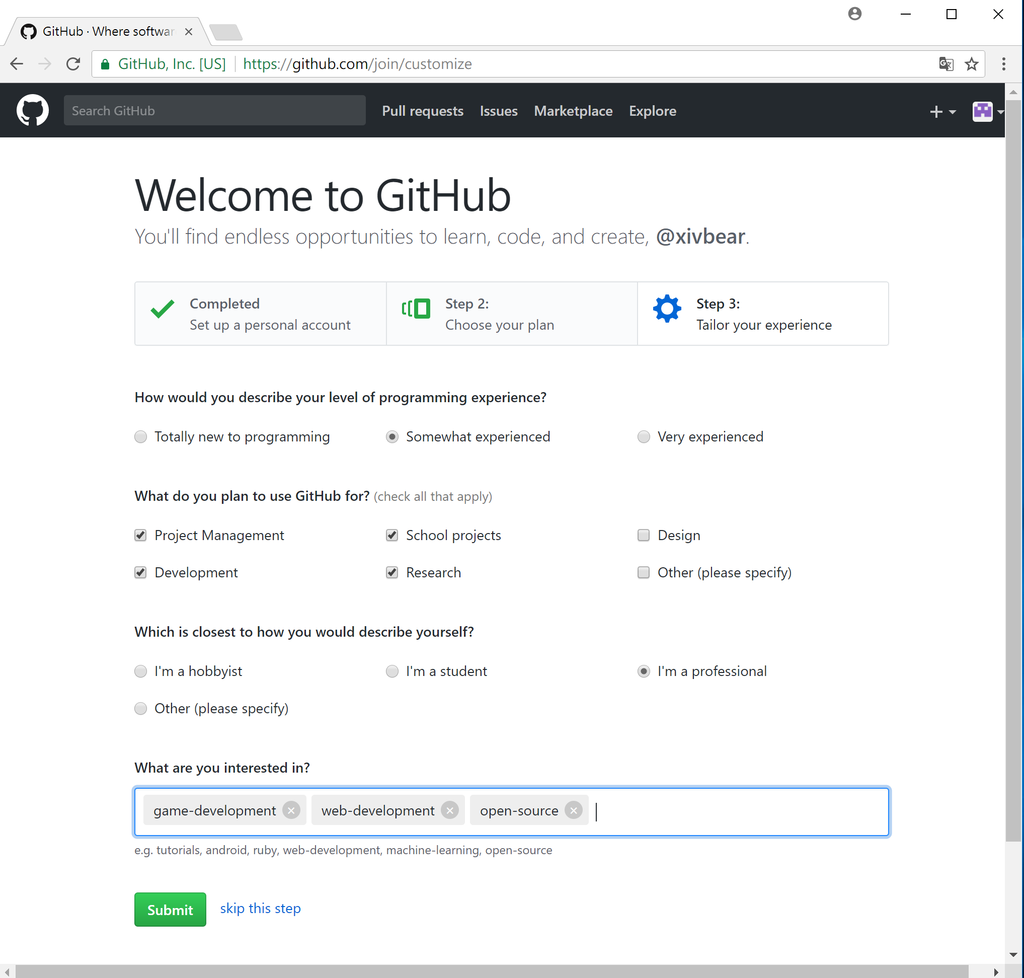 GitHub · Where softwar
GitHub, Inc. [US] https://github.com/join/customize
Search GitHub Pull requests Issues Marketplace Explore
Welcome to GitHub
You'll find endless opportunities to learn, code, and create, @xivbear.
Completed
Set up a personal account
Step 2:
Choose your plan
Step 3:
Tailor your experience
How would you describe your level of programming experience?
Totally new to programming Somewhat experienced Very experienced
What do you plan to use GitHub for? (check all that apply)
Project Management School projects Design
Development Research Other (please specify)
Which is closest to how you would describe yourself?
I'm a hobbyist I'm a student I'm a professional
Other (please specify)
What are you interested in?
game-development web-development open-source
e.g. tutorials, android, ruby, web-development, machine-learning, open-source
Submit skip this step